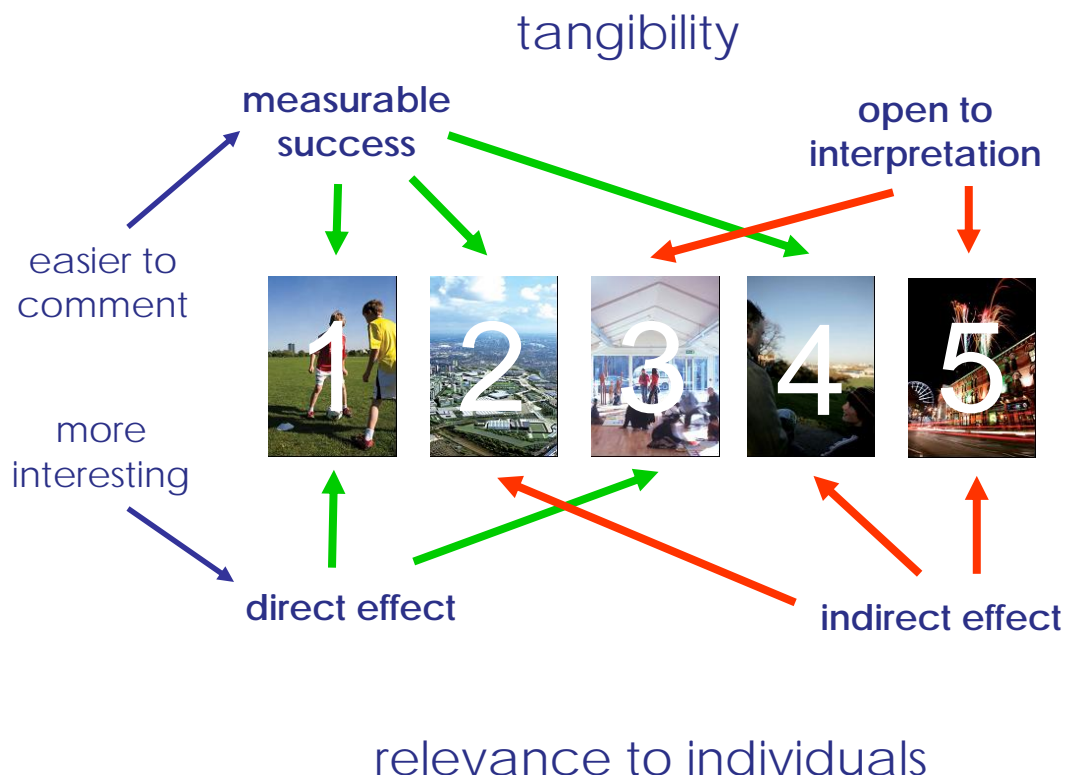 tangibility
measurable
success
open to
interpretation
easier to
comment
1 2 3 4 5
more
interesting
direct effect
indirect effect
relevance to individuals